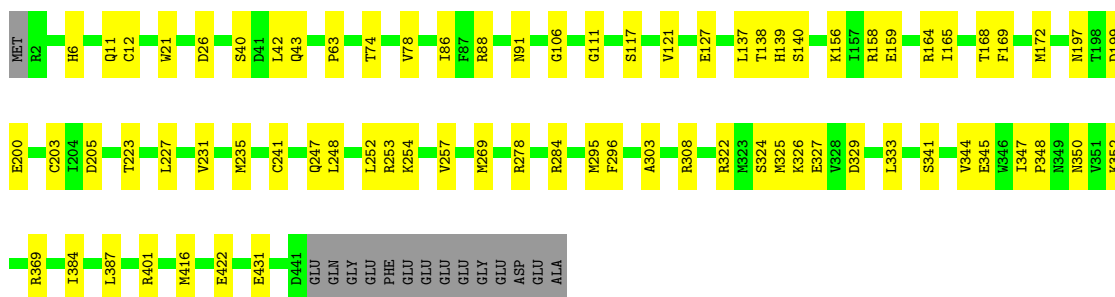 MET R2 H6 Q11 C12 W21 D26 S40 D41 L42 Q43 P63 T74 V78 I86 F87 R88 N91 G106 G111 S117 V121 E127 L137 T138 H139 S140 K156 I157 R158 E159 R164 I165 T168 F169 M172 N197 T198 D199
E200 C203 I204 D205 T223 L227 V231 M235 C241 Q247 L248 L252 R253 K254 V257 M269 R278 R284 M295 F296 A303 R308 R322 M323 S324 M325 K326 E327 V328 D329 L333 S341 V344 E345 W346 I347 P348 N349 N350 V351 K352
R369 I384 L387 R401 M416 E422 E431 D441 GLU GLN GLY GLU PHE GLU GLU GLU GLU GLY GLU ASP GLU ALA